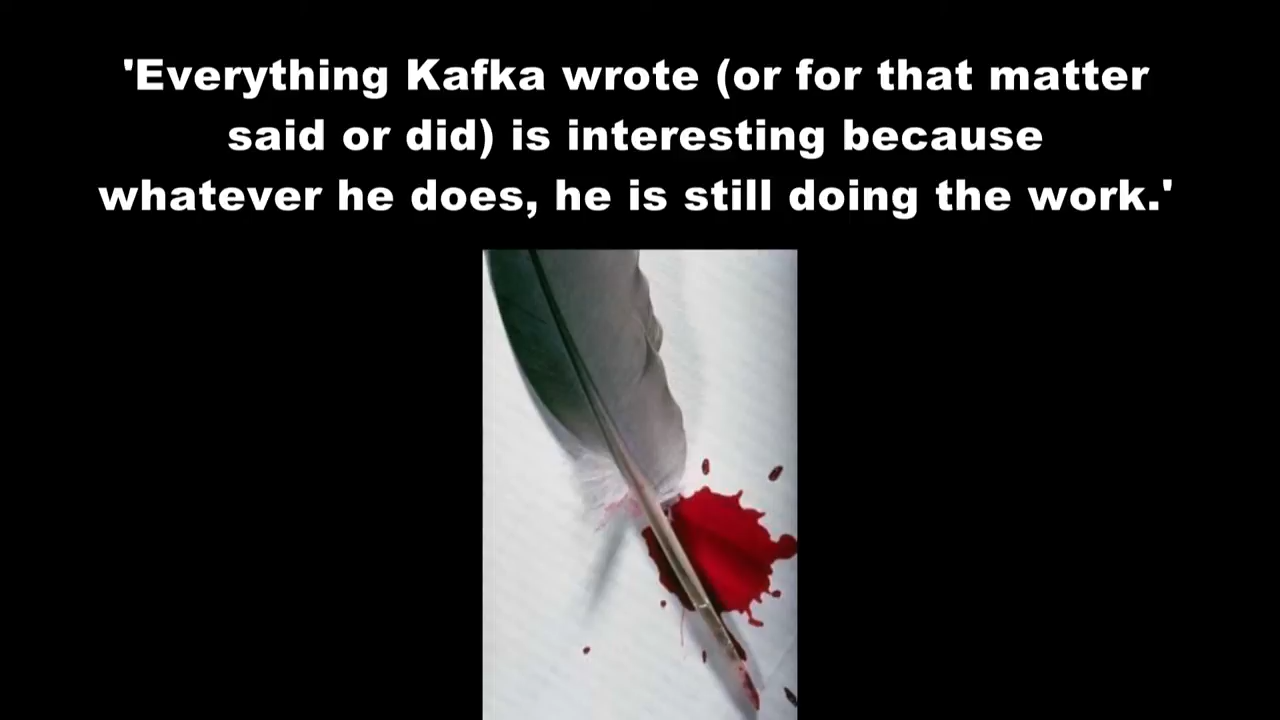 'Everything Kafka wrote (or for that matter
said or did) is interesting because
whatever he does, he is still doing the work.'